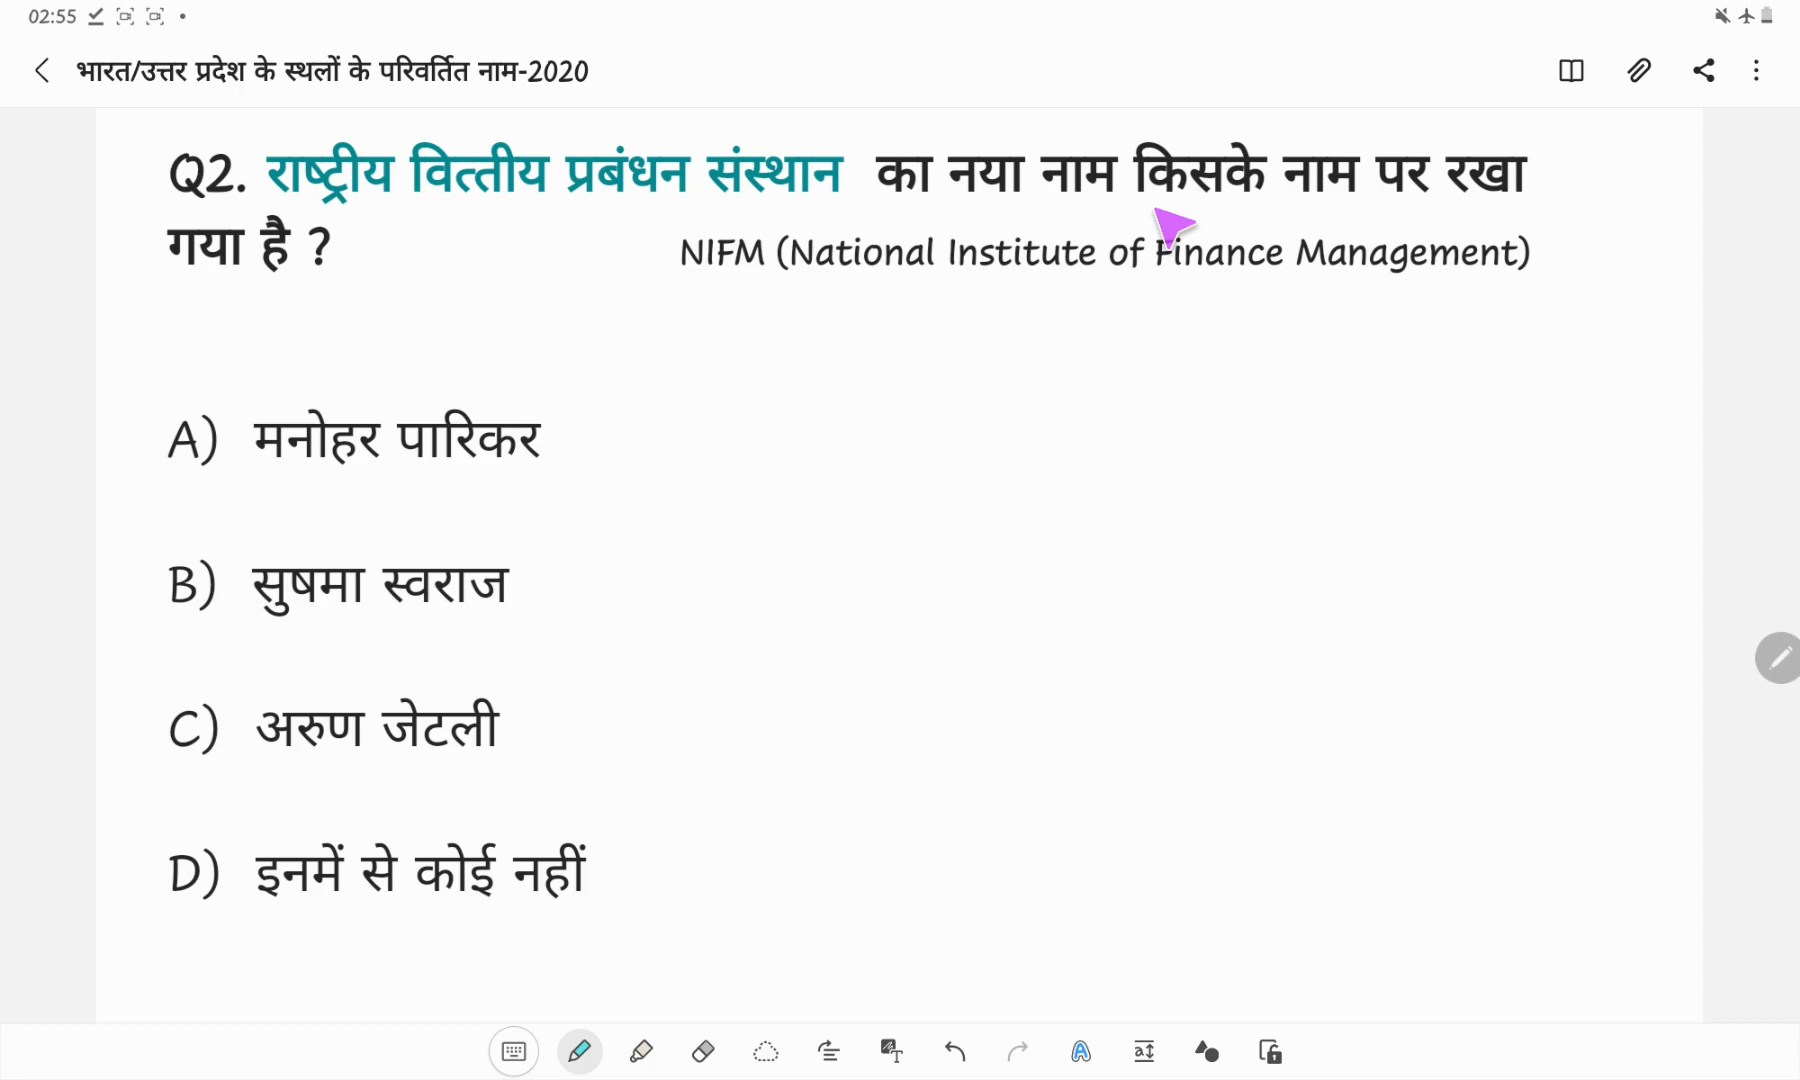 02:55
भारत/उत्तर प्रदेश के स्थलों के परिवर्तित नाम-2020
Q2. राष्ट्रीय वित्तीय प्रबंधन संस्थान का नया नाम किसके नाम पर रखा
गया है ? NIFM (National Institute of Finance Management)
A) मनोहर पारिकर
B) सुषमा स्वराज
C) अरुण जेटली
D) इनमें से कोई नहीं